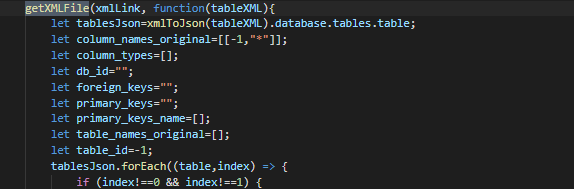 getXMLFile(xmlLink, function(tableXML){
let tablesJson=xmlToJson(tableXML).database.tables.table;
let column_names_original=[[-1,"*"]];
let column_types=[];
let db_id="";
let foreign_keys="";
let primary_keys="";
let primary_keys_name=[];
let table_names_original=[];
let table_id=-1;
tablesJson.forEach((table,index) => {
if (index!==0 && index!==1) {